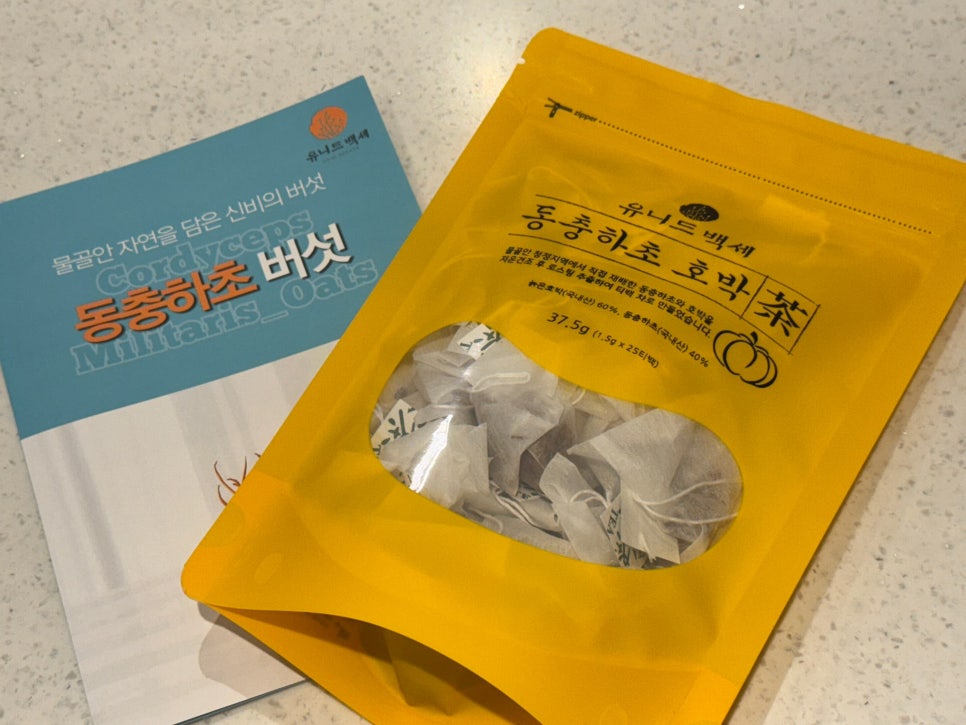 유니드백세
물골안 자연을 담은 신비의 버섯
Cordyceps
동충하초 버섯
Militaris_Oats
zipper
유니드 백세
동충하초 호박 茶
물골안 청정지역에서 직접 재배한 동충하초와 호박을
자운건조 후 로스팅 추출하여 티백 차로 만들었습니다.
늙은호박(국내산) 60%, 동충하초(국내산) 40%
37.5g (1.5g x 25티백)
TEA